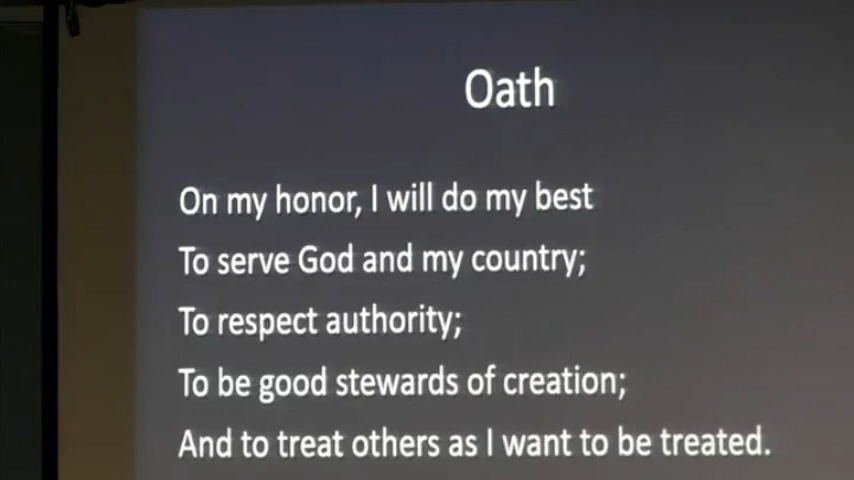 Oath
On my honor, I will do my best
To serve God and my country;
To respect authority;
To be good stewards of creation;
And to treat others as I want to be treated.